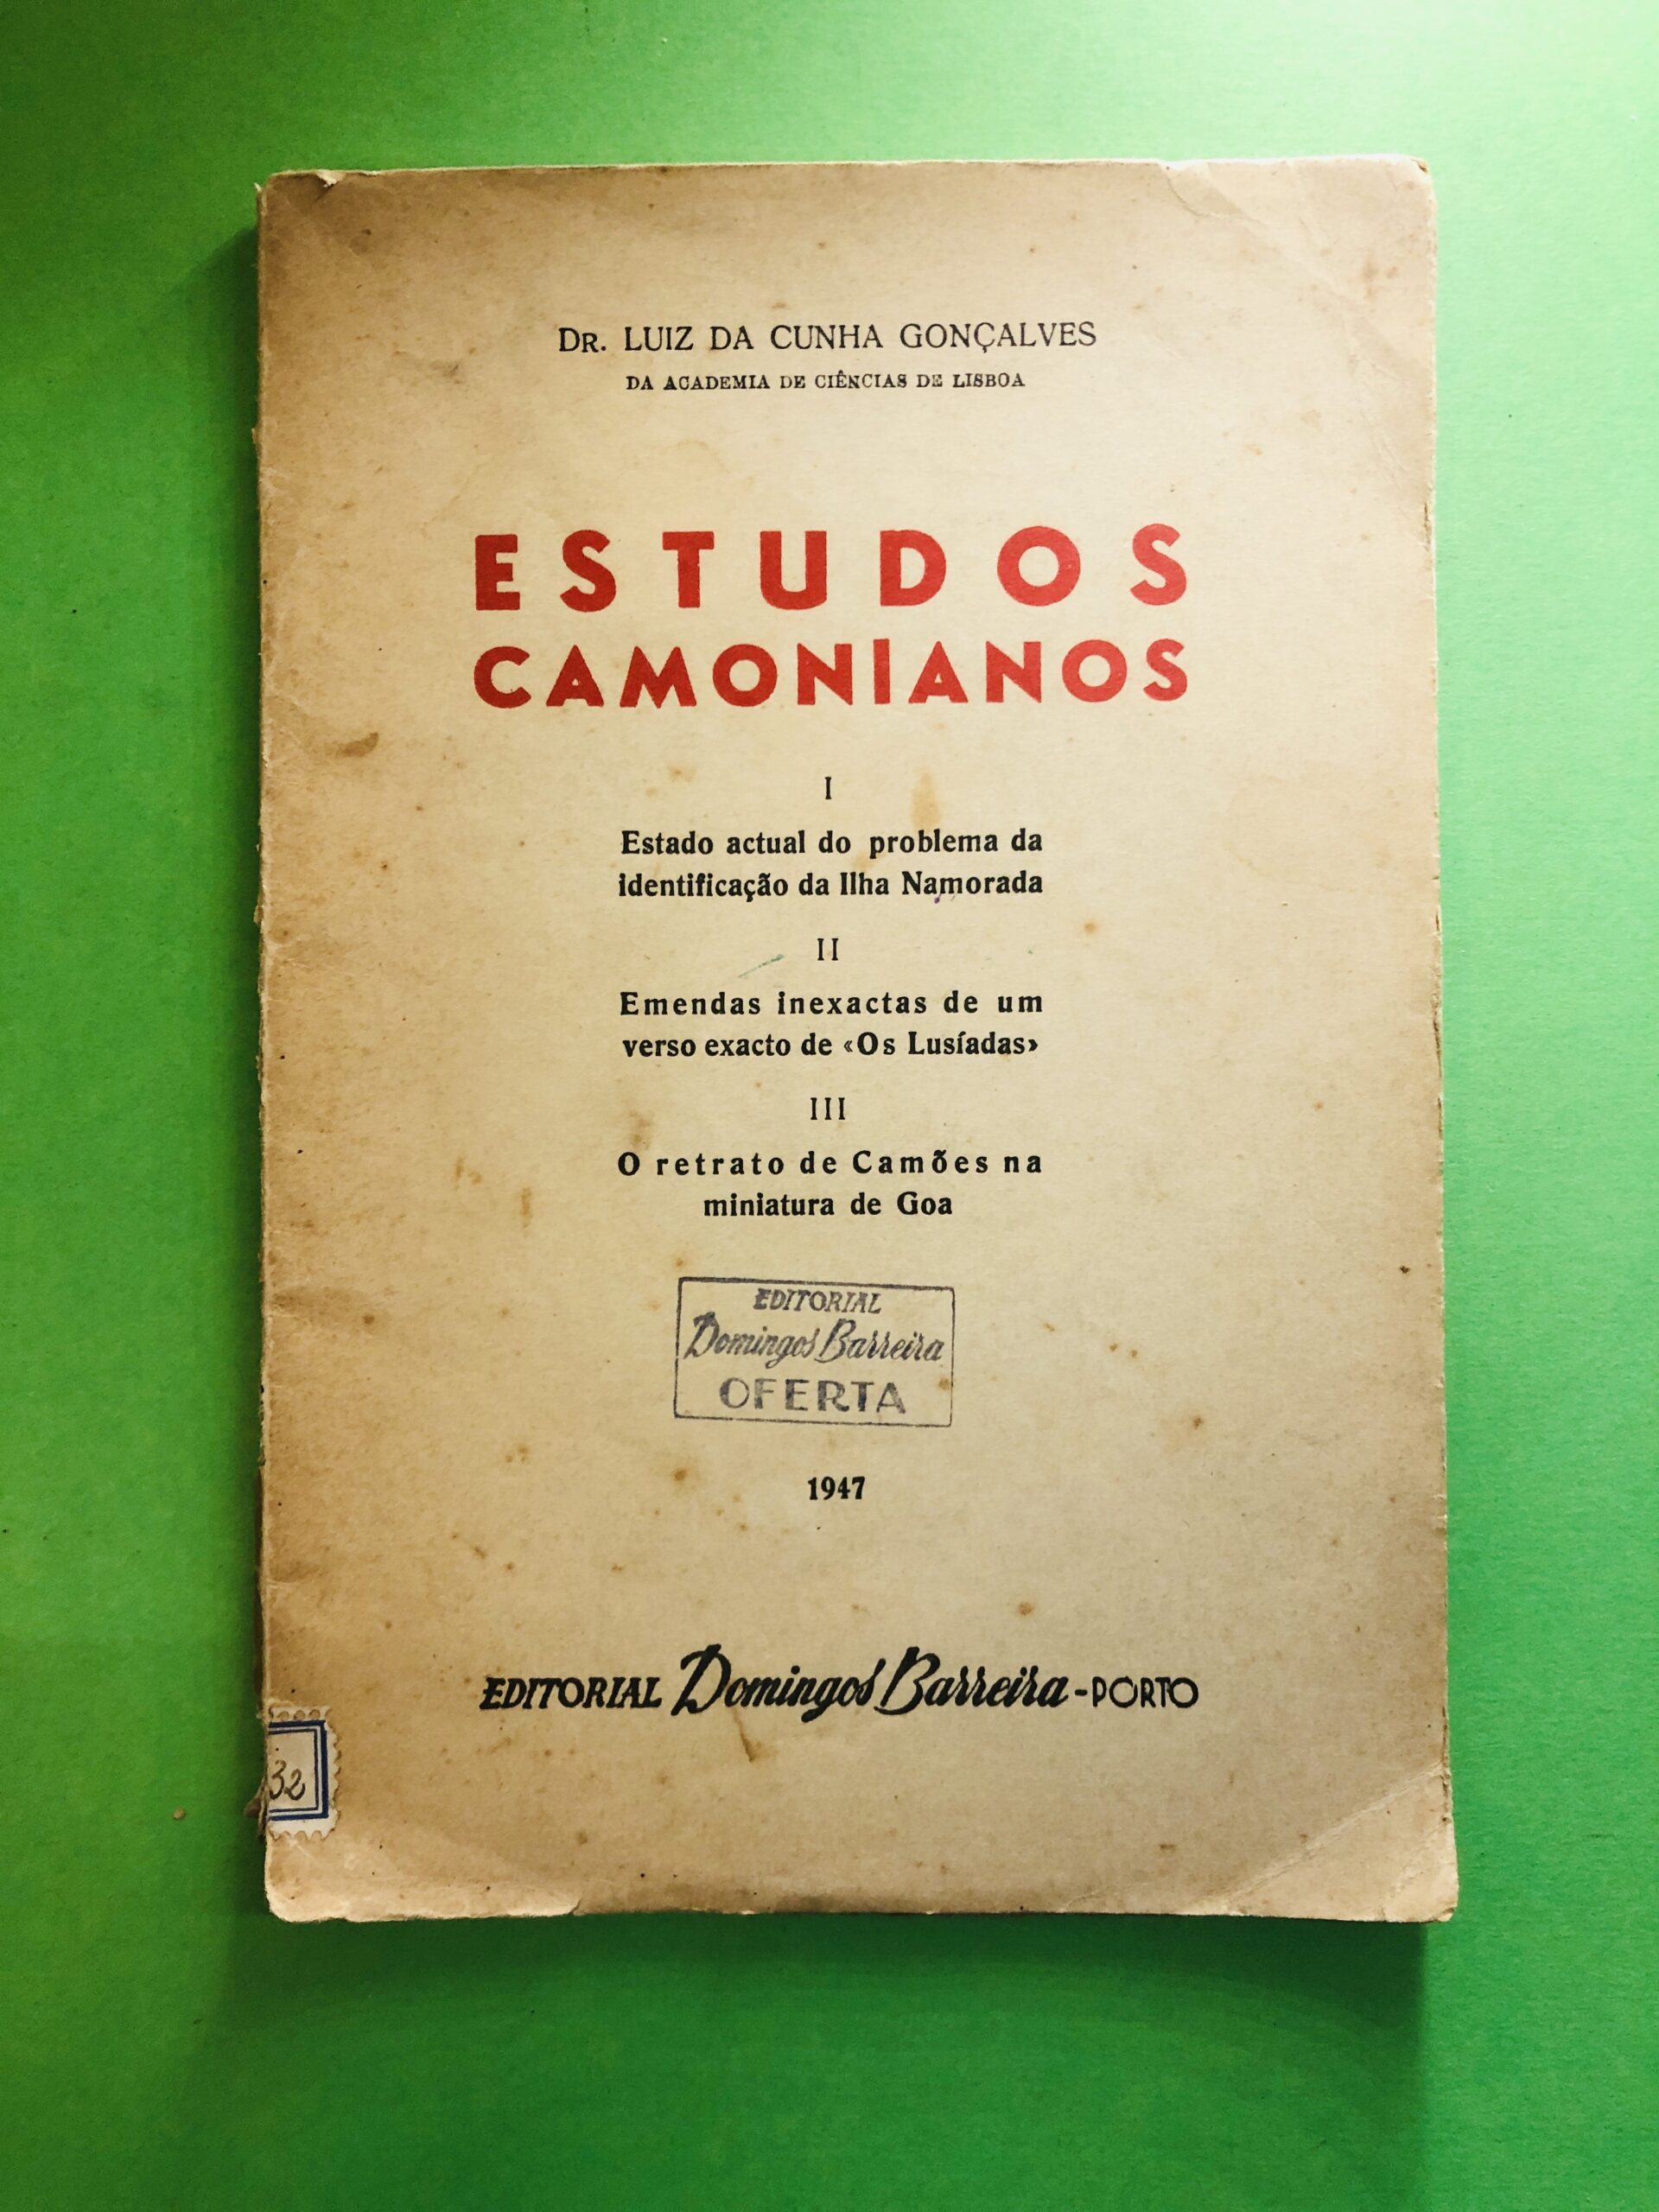 DR. LUIZ DA CUNHA GONÇALVES
DA ACADEMIA DE CIÊNCIAS DE LISBOA
ESTUDOS
CAMONIANOS
I
Estado actual do problema da
identificação da Ilha Namorada
II
Emendas inexactas de um
verso exacto de «Os Lusíadas»
III
O retrato de Camões na
miniatura de Goa
EDITORIAL
Domingos Barreira
OFERTA
1947
EDITORIAL Domingos Barreira - PORTO
32